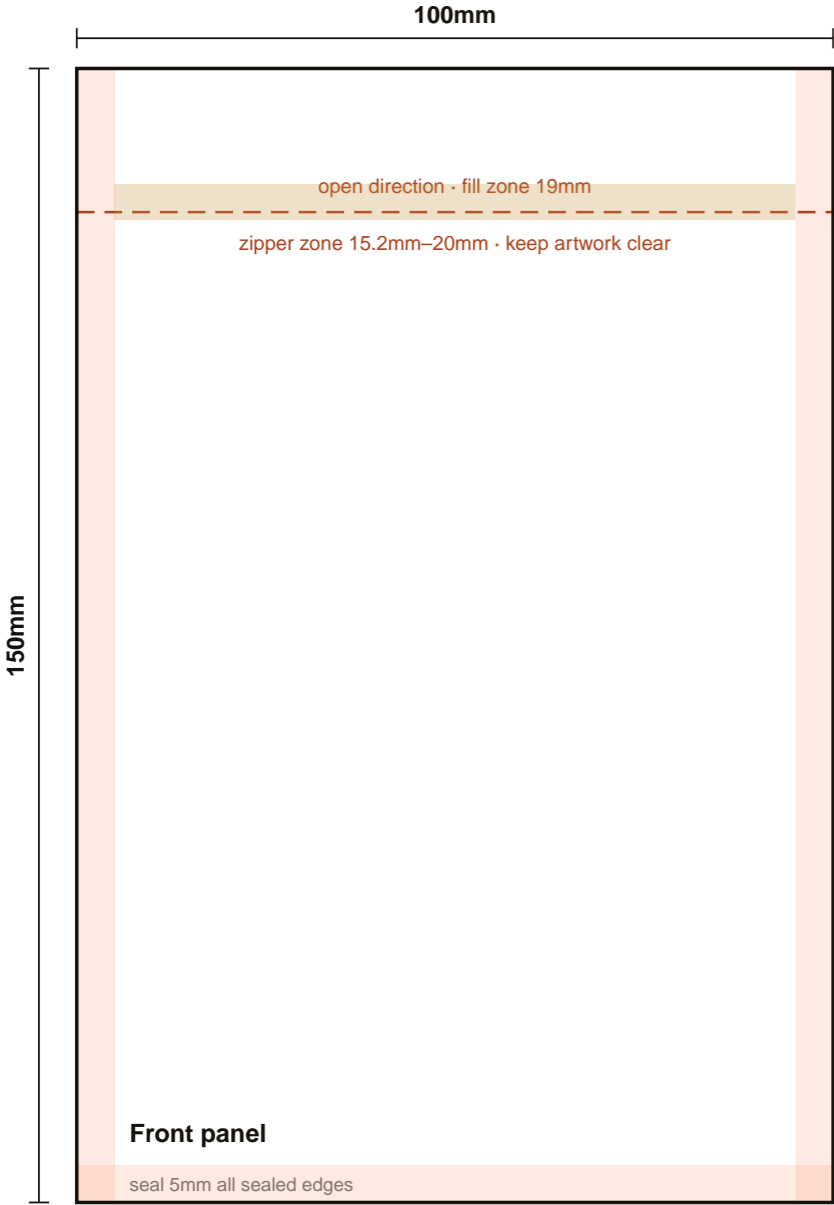 100mm
open direction · fill zone 19mm
zipper zone 15.2mm–20mm · keep artwork clear
150mm
Front panel
seal 5mm all sealed edges